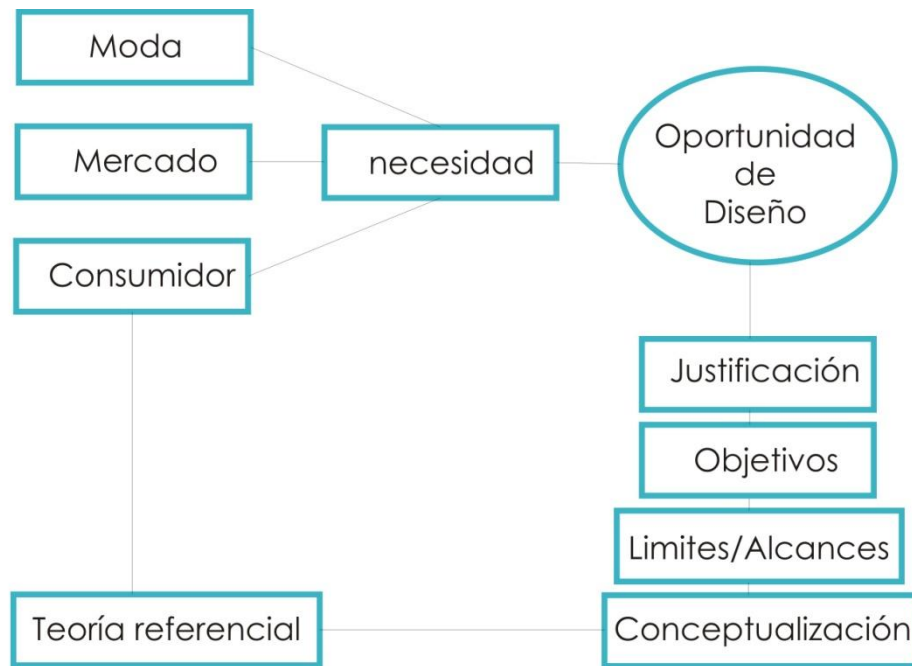 Moda
Mercado
necesidad
Oportunidad
de
Diseño
Consumidor
Justificación
Objetivos
Limites/Alcances
Teoría referencial
Conceptualización